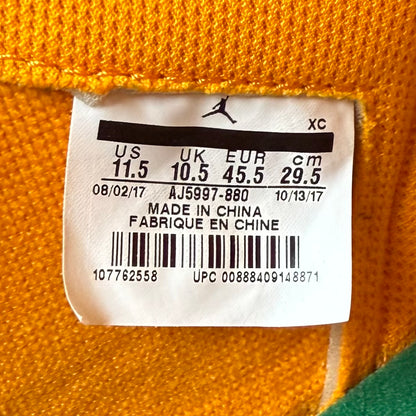 XC
US UK EUR cm
11.5 10.5 45.5 29.5
08/02/17 AJ5997-880 10/13/17
MADE IN CHINA
FABRIQUE EN CHINE
107762558 UPC 00888409148871